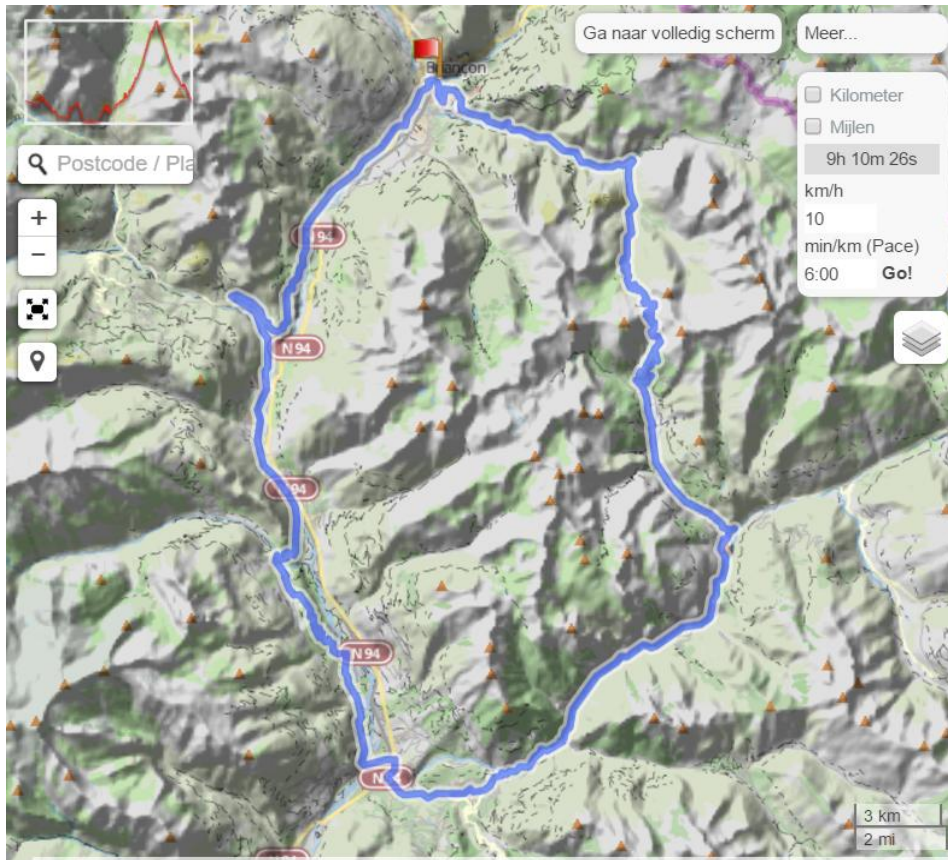 Ga naar volledig scherm
Meer...
Briançon
Kilometer
Mijlen
9h 10m 26s
km/h
10
min/km (Pace)
6:00 Go!
Postcode / Pla
+
−
94
N 94
94
N 94
3 km
2 mi